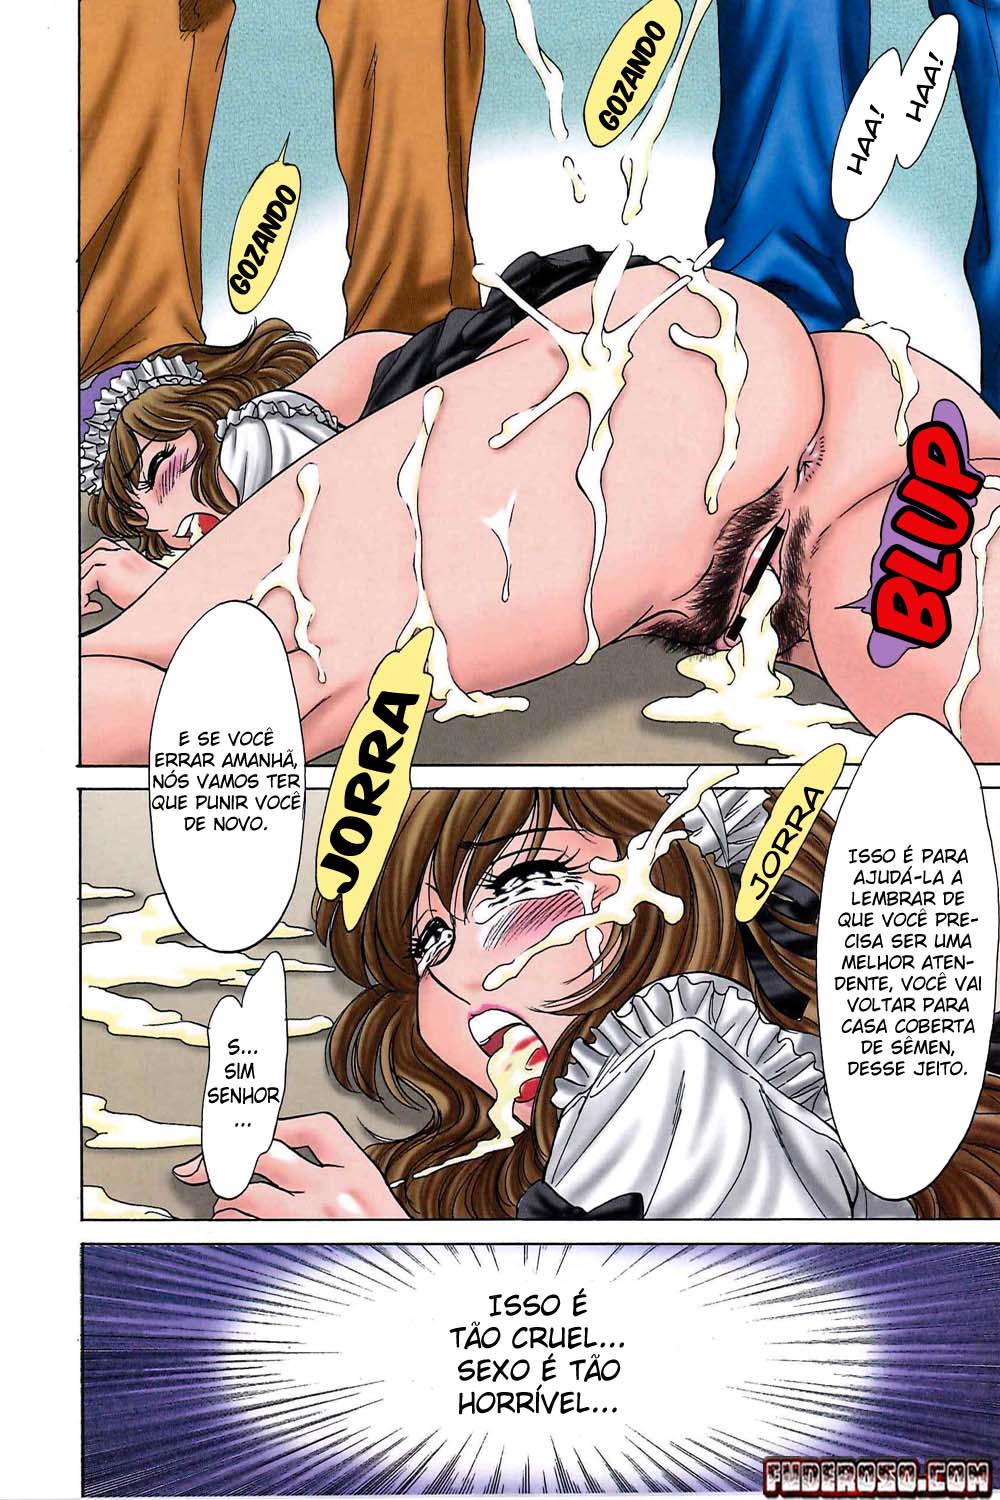 GOZANDO
GOZANDO
HAA!
HAA!
BLUP
E SE VOCÊ
ERRAR AMANHÃ,
NÓS VAMOS TER
QUE PUNIR VOCÊ
DE NOVO.
JORRA
JORRA
ISSO É PARA
AJUDÁ-LA A
LEMBRAR DE
QUE VOCÊ PRE-
CISA SER UMA
MELHOR ATEN-
DENTE, VOCÊ VAI
VOLTAR PARA
CASA COBERTA
DE SÊMEN,
DESSE JEITO.
S...
SIM
SENHOR
...
ISSO É
TÃO CRUEL...
SEXO É TÃO
HORRÍVEL...
FUDEROSO.COM